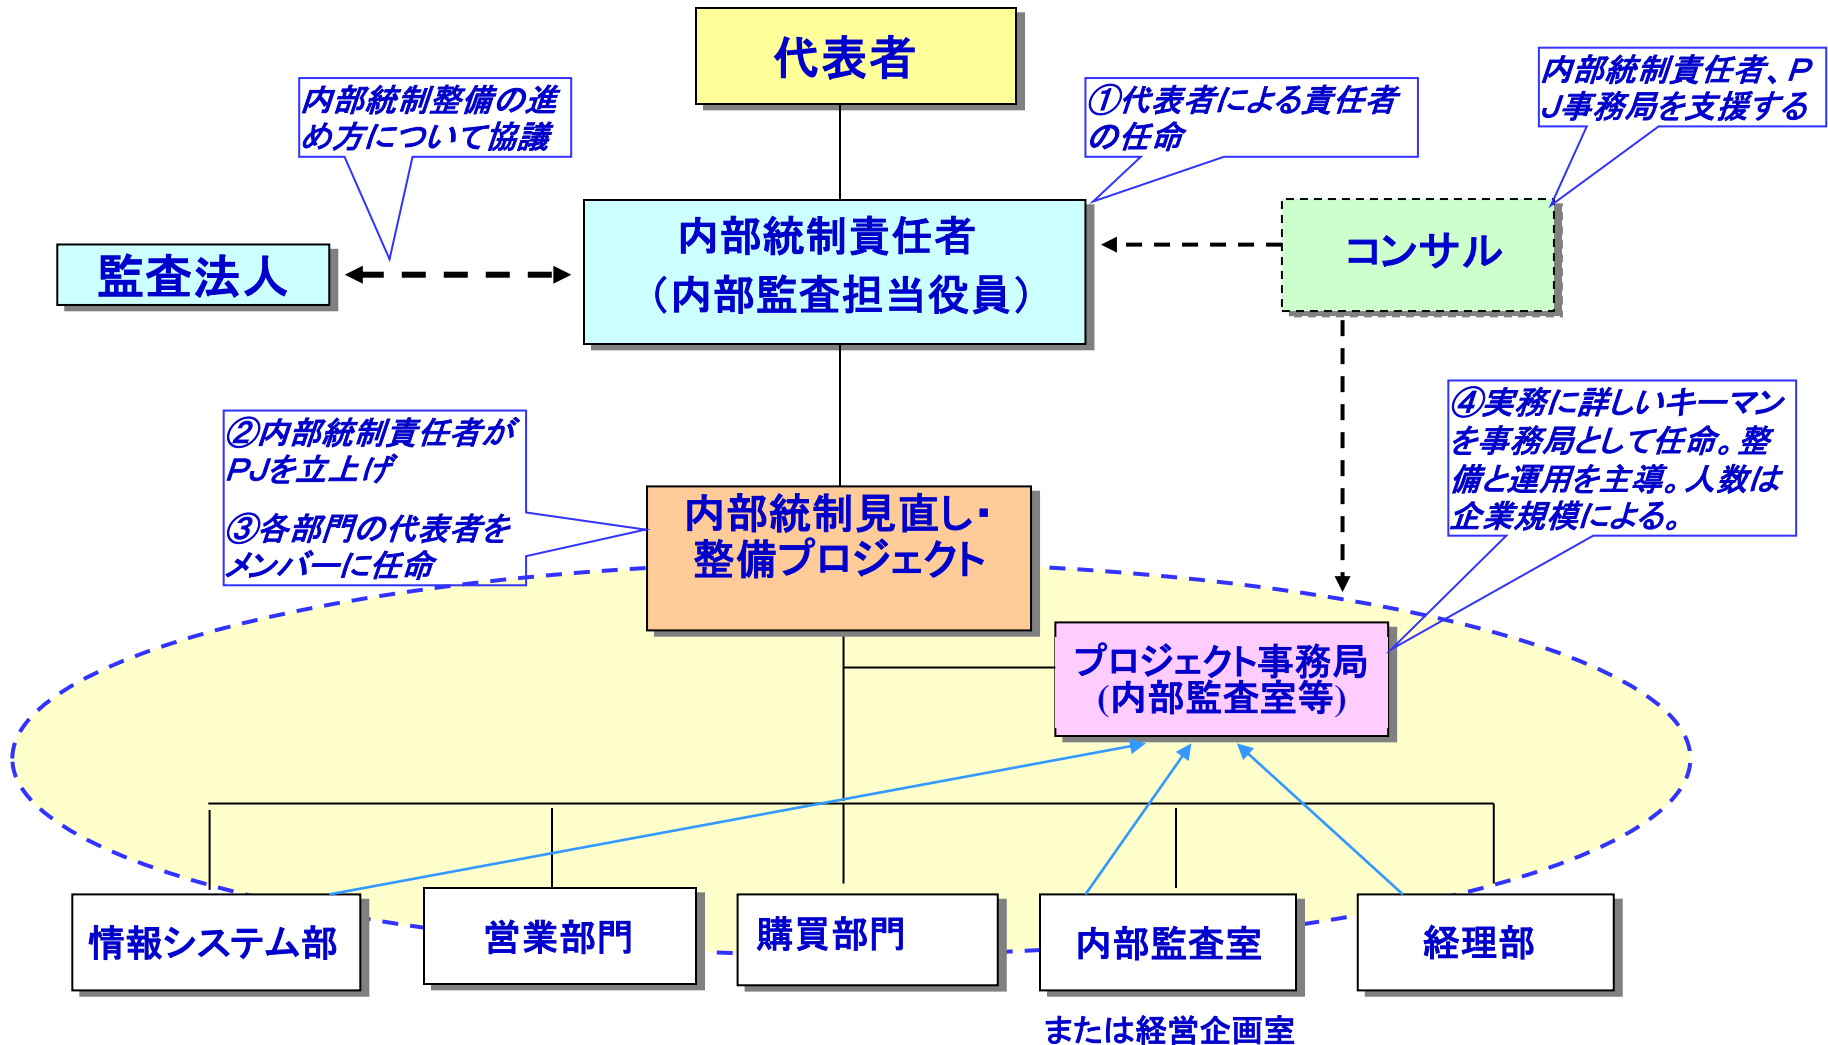 代表者
内部統制整備の進
め方について協議
①代表者による責任者
の任命
内部統制責任者、P
J事務局を支援する
監査法人
内部統制責任者
（内部監査担当役員）
コンサル
②内部統制責任者が
PJを立上げ
③各部門の代表者を
メンバーに任命
④実務に詳しいキーマン
を事務局として任命。整
備と運用を主導。人数は
企業規模による。
内部統制見直し・
整備プロジェクト
プロジェクト事務局
(内部監査室等)
情報システム部
営業部門
購買部門
内部監査室
経理部
または経営企画室